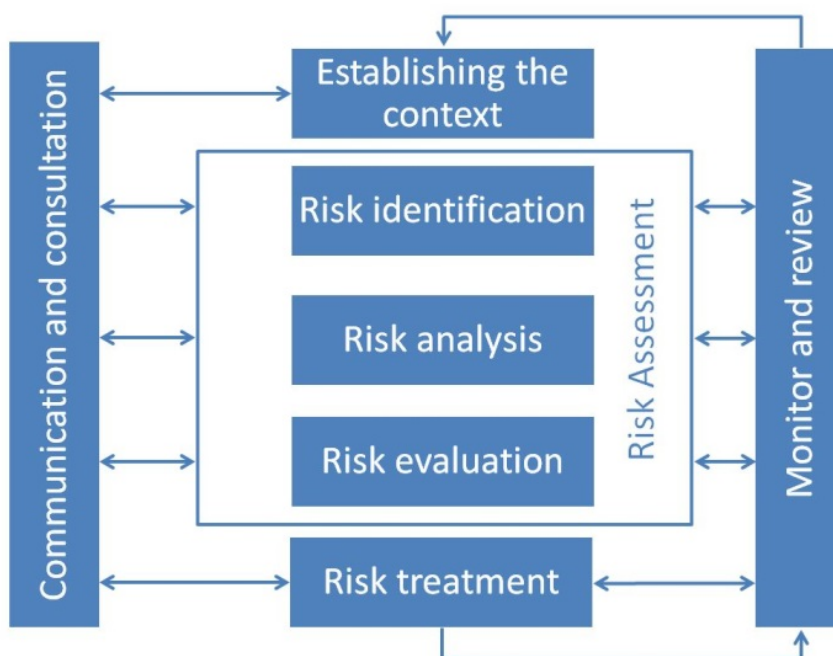 Communication and consultation
Establishing the
context
Risk identification
Risk analysis
Risk evaluation
Risk Assessment
Risk treatment
Monitor and review